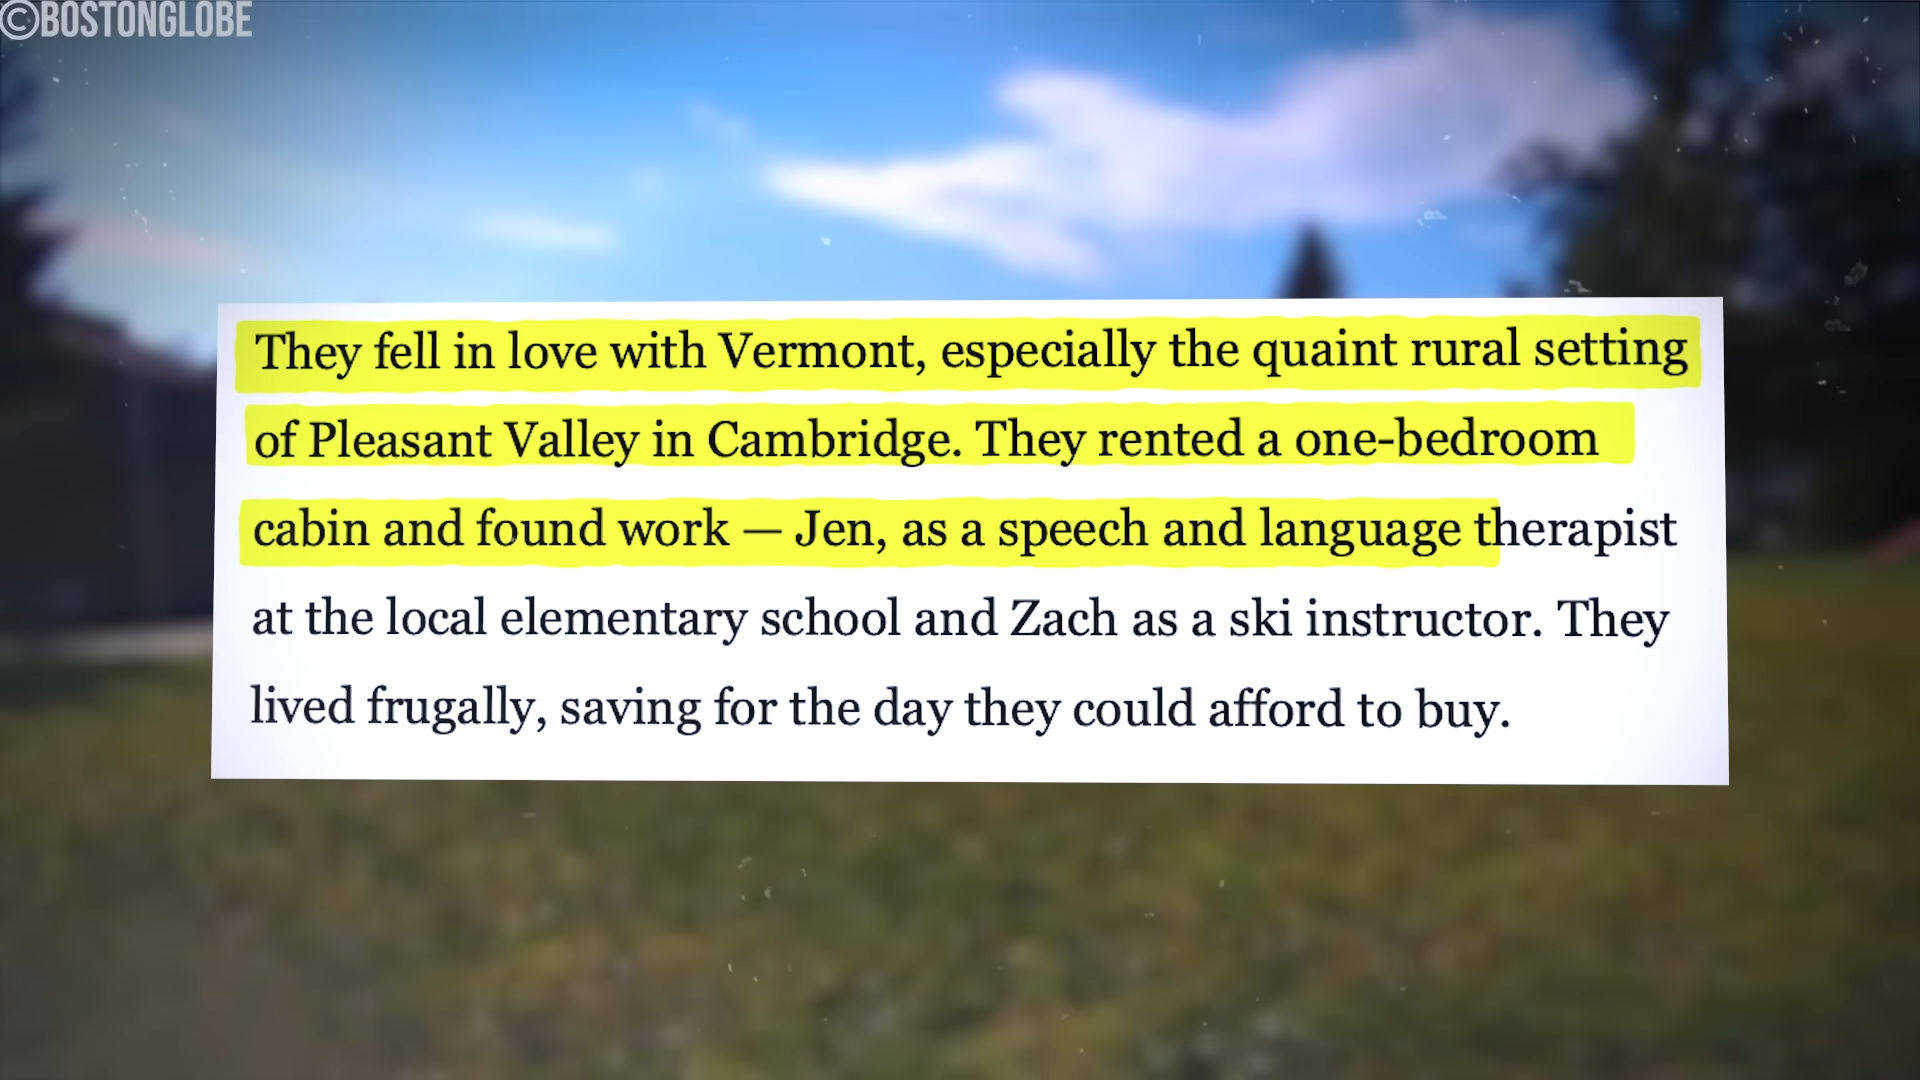 ©BOSTONGLOBE
They fell in love with Vermont, especially the quaint rural setting
of Pleasant Valley in Cambridge. They rented a one-bedroom
cabin and found work — Jen, as a speech and language therapist
at the local elementary school and Zach as a ski instructor. They
lived frugally, saving for the day they could afford to buy.